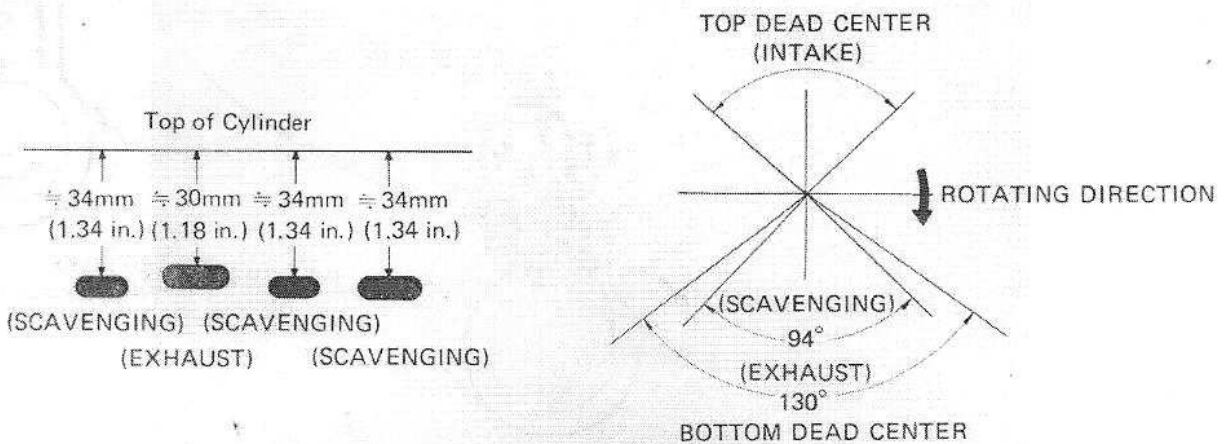 Top of Cylinder
≒ 34mm ≒ 30mm ≒ 34mm ≒ 34mm
(1.34 in.) (1.18 in.) (1.34 in.) (1.34 in.)
(SCAVENGING) (SCAVENGING)
(EXHAUST) (SCAVENGING)
TOP DEAD CENTER
(INTAKE)
ROTATING DIRECTION
(SCAVENGING)
94°
(EXHAUST)
130°
BOTTOM DEAD CENTER